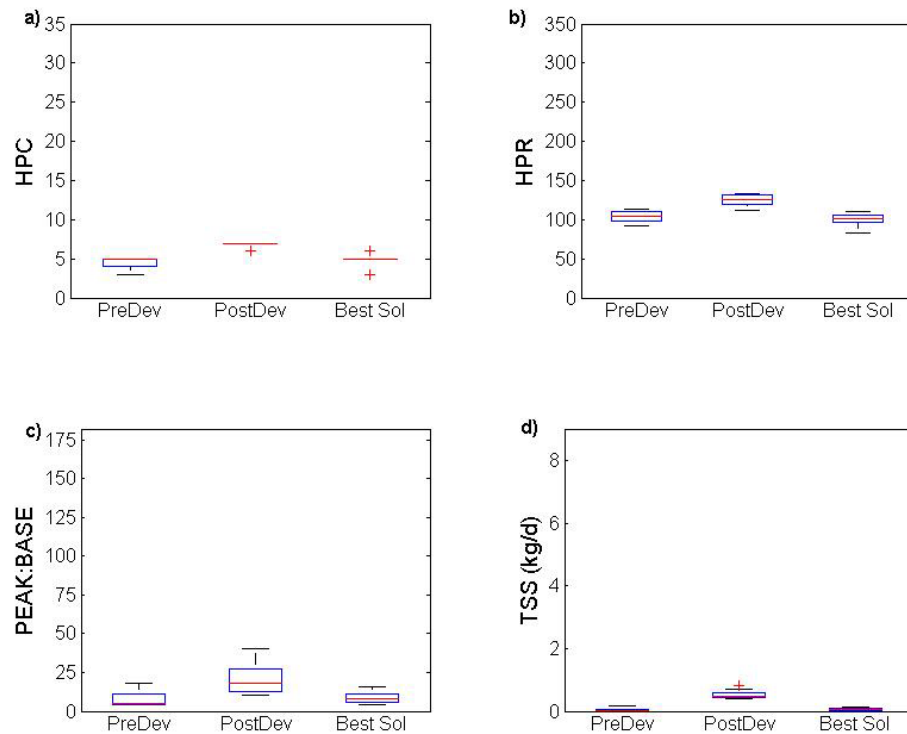 a)
35
30
25
20
15
10
5
0
HPC
PreDev PostDev Best Sol
b)
350
300
250
200
150
100
50
0
HPR
PreDev PostDev Best Sol
c)
175
150
125
100
75
50
25
0
PEAK:BASE
PreDev PostDev Best Sol
d)
8
6
4
2
0
TSS (kg/d)
PreDev PostDev Best Sol